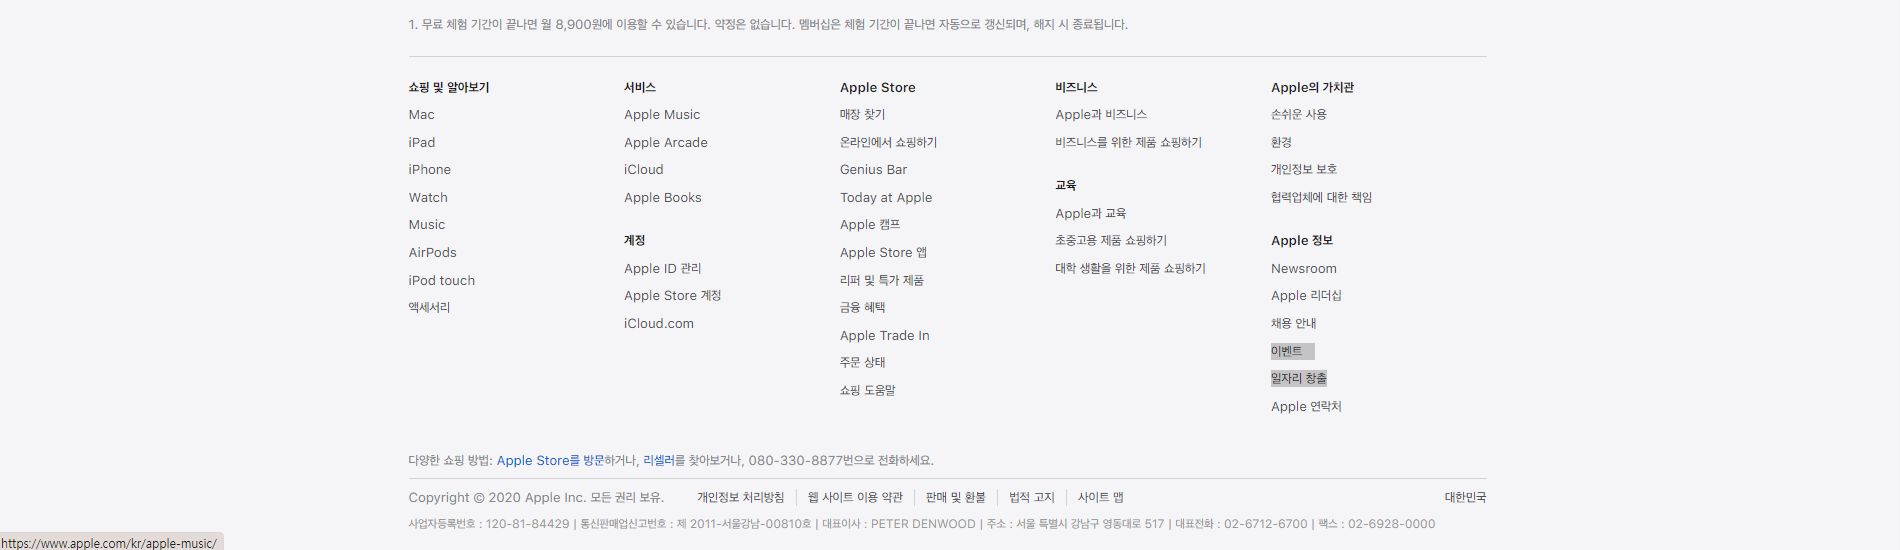 1. 무료 체험 기간이 끝나면 월 8,900원에 이용할 수 있습니다. 약정은 없습니다. 멤버십은 체험 기간이 끝나면 자동으로 갱신되며, 해지 시 종료됩니다.
쇼핑 및 알아보기
Mac
iPad
iPhone
Watch
Music
AirPods
iPod touch
액세서리
서비스
Apple Music
Apple Arcade
iCloud
Apple Books
계정
Apple ID 관리
Apple Store 계정
iCloud.com
Apple Store
매장 찾기
온라인에서 쇼핑하기
Genius Bar
Today at Apple
Apple 캠프
Apple Store 앱
리퍼 및 특가 제품
금융 혜택
Apple Trade In
주문 상태
쇼핑 도움말
비즈니스
Apple과 비즈니스
비즈니스를 위한 제품 쇼핑하기
교육
Apple과 교육
초중고용 제품 쇼핑하기
대학 생활을 위한 제품 쇼핑하기
Apple의 가치관
손쉬운 사용
환경
개인정보 보호
협력업체에 대한 책임
Apple 정보
Newsroom
Apple 리더십
채용 안내
이벤트
일자리 창출
Apple 연락처
다양한 쇼핑 방법: Apple Store를 방문하거나, 리셀러를 찾아보거나, 080-330-8877번으로 전화하세요.
Copyright © 2020 Apple Inc. 모든 권리 보유. 개인정보 처리방침 | 웹 사이트 이용 약관 | 판매 및 환불 | 법적 고지 | 사이트 맵 대한민국
사업자등록번호 : 120-81-84429 | 통신판매업신고번호 : 제 2011-서울강남-00810호 | 대표이사 : PETER DENWOOD | 주소 : 서울 특별시 강남구 영동대로 517 | 대표전화 : 02-6712-6700 | 팩스 : 02-6928-0000
https://www.apple.com/kr/apple-music/